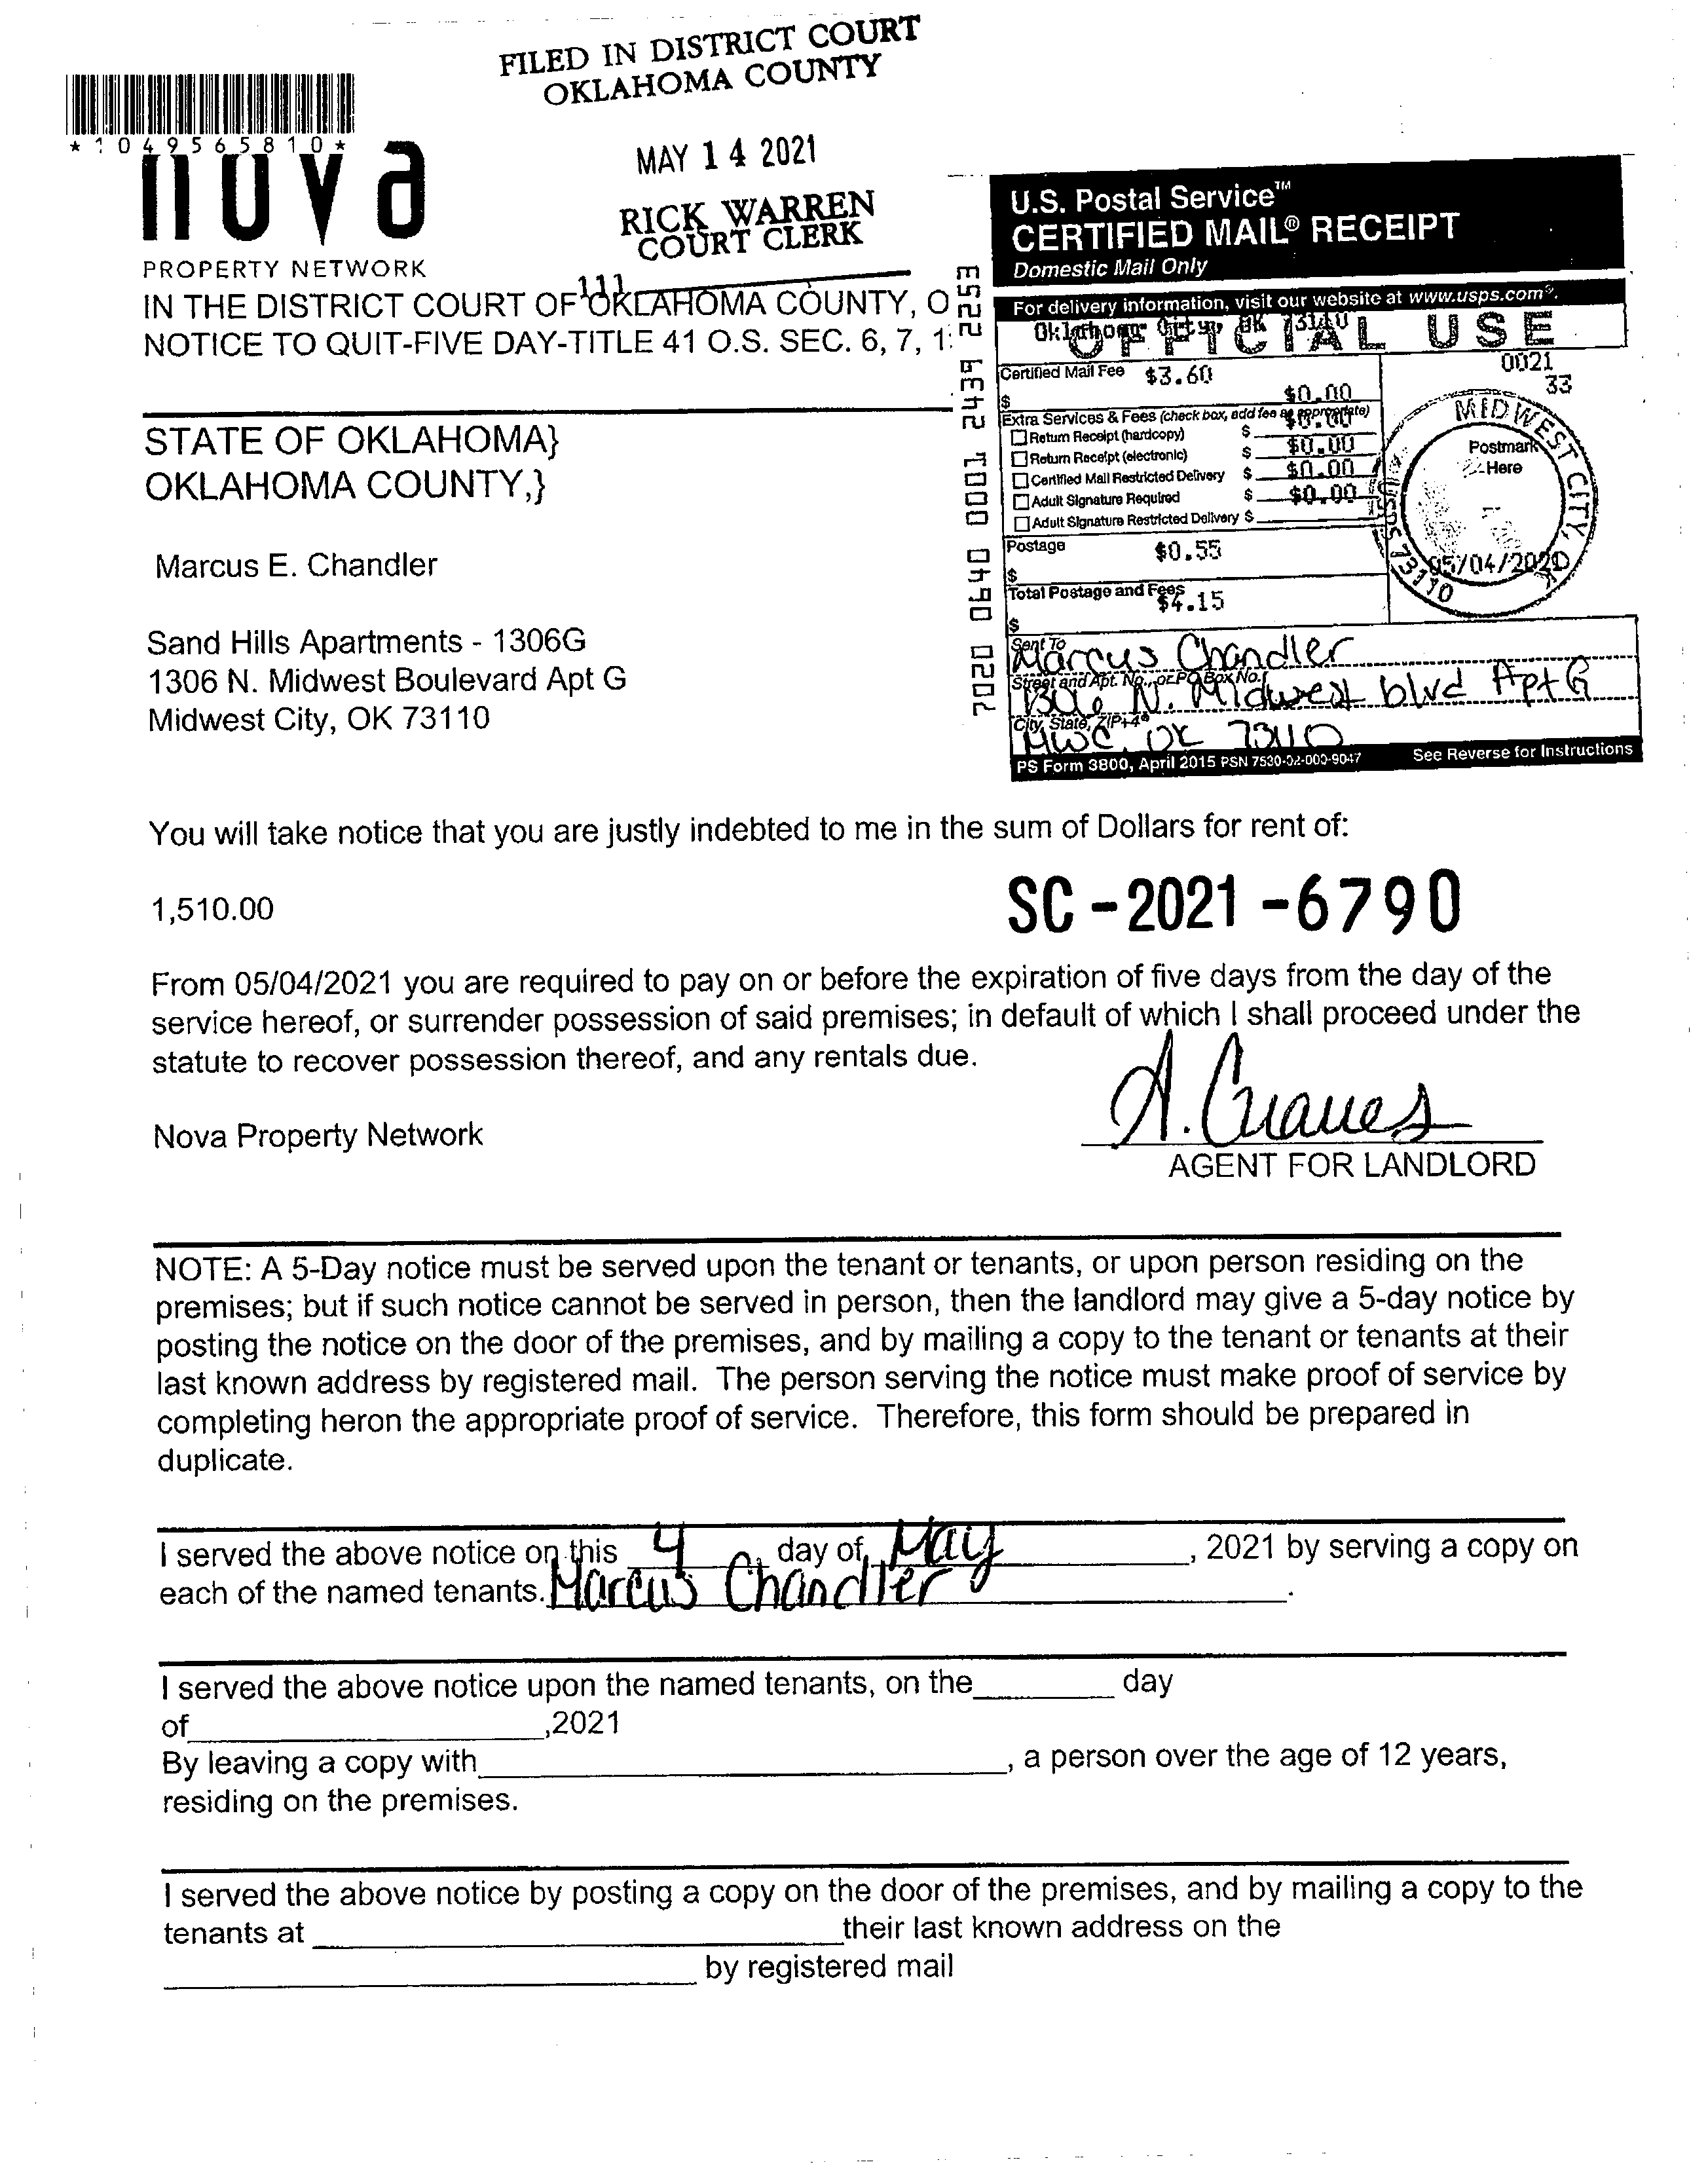 FILED IN DISTRICT COURT
OKLAHOMA COUNTY
MAY 14 2021
RICK WARREN
COURT CLERK
111
*1049565810*
nova
PROPERTY NETWORK
IN THE DISTRICT COURT OF OKLAHOMA COUNTY, O
NOTICE TO QUIT-FIVE DAY-TITLE 41 O.S. SEC. 6, 7, 1
STATE OF OKLAHOMA}
OKLAHOMA COUNTY,}
Marcus E. Chandler
Sand Hills Apartments - 1306G
1306 N. Midwest Boulevard Apt G
Midwest City, OK 73110
7020 0640 0001 2439 2253
U.S. Postal Service™
CERTIFIED MAIL® RECEIPT
Domestic Mail Only
For delivery information, visit our website at www.usps.com®.
Oklahoma City, OK 73110
OFFICIAL USE
Certified Mail Fee $3.60
$
$0.00
0021
33
Extra Services & Fees (check box, add fee as appropriate)
Return Receipt (hardcopy) $ $0.00
Return Receipt (electronic) $ $0.00
Certified Mail Restricted Delivery $ $0.00
Adult Signature Required $ $0.00
Adult Signature Restricted Delivery $
Postmark
Here
MIDWEST CITY, OK
USPS 73110
Postage $0.55
$
05/04/2020
Total Postage and Fees $4.15
$
Sent To
Marcus Chandler
Street and Apt. No., or PO Box No.
1306 N. Midwest blvd Apt G
City, State, ZIP+4®
MWC, OK 73110
PS Form 3800, April 2015 PSN 7530-02-000-9047 See Reverse for Instructions
You will take notice that you are justly indebted to me in the sum of Dollars for rent of:
1,510.00
SC-2021-6790
From 05/04/2021 you are required to pay on or before the expiration of five days from the day of the
service hereof, or surrender possession of said premises; in default of which I shall proceed under the
statute to recover possession thereof, and any rentals due.
Nova Property Network
AGENT FOR LANDLORD
NOTE: A 5-Day notice must be served upon the tenant or tenants, or upon person residing on the
premises; but if such notice cannot be served in person, then the landlord may give a 5-day notice by
posting the notice on the door of the premises, and by mailing a copy to the tenant or tenants at their
last known address by registered mail. The person serving the notice must make proof of service by
completing heron the appropriate proof of service. Therefore, this form should be prepared in
duplicate.
I served the above notice on this 4 day of May, 2021 by serving a copy on
each of the named tenants. Marcus Chandler.
I served the above notice upon the named tenants, on the________ day
of____________________,2021
By leaving a copy with______________________________, a person over the age of 12 years,
residing on the premises.
I served the above notice by posting a copy on the door of the premises, and by mailing a copy to the
tenants at ______________________________their last known address on the
______________________________ by registered mail